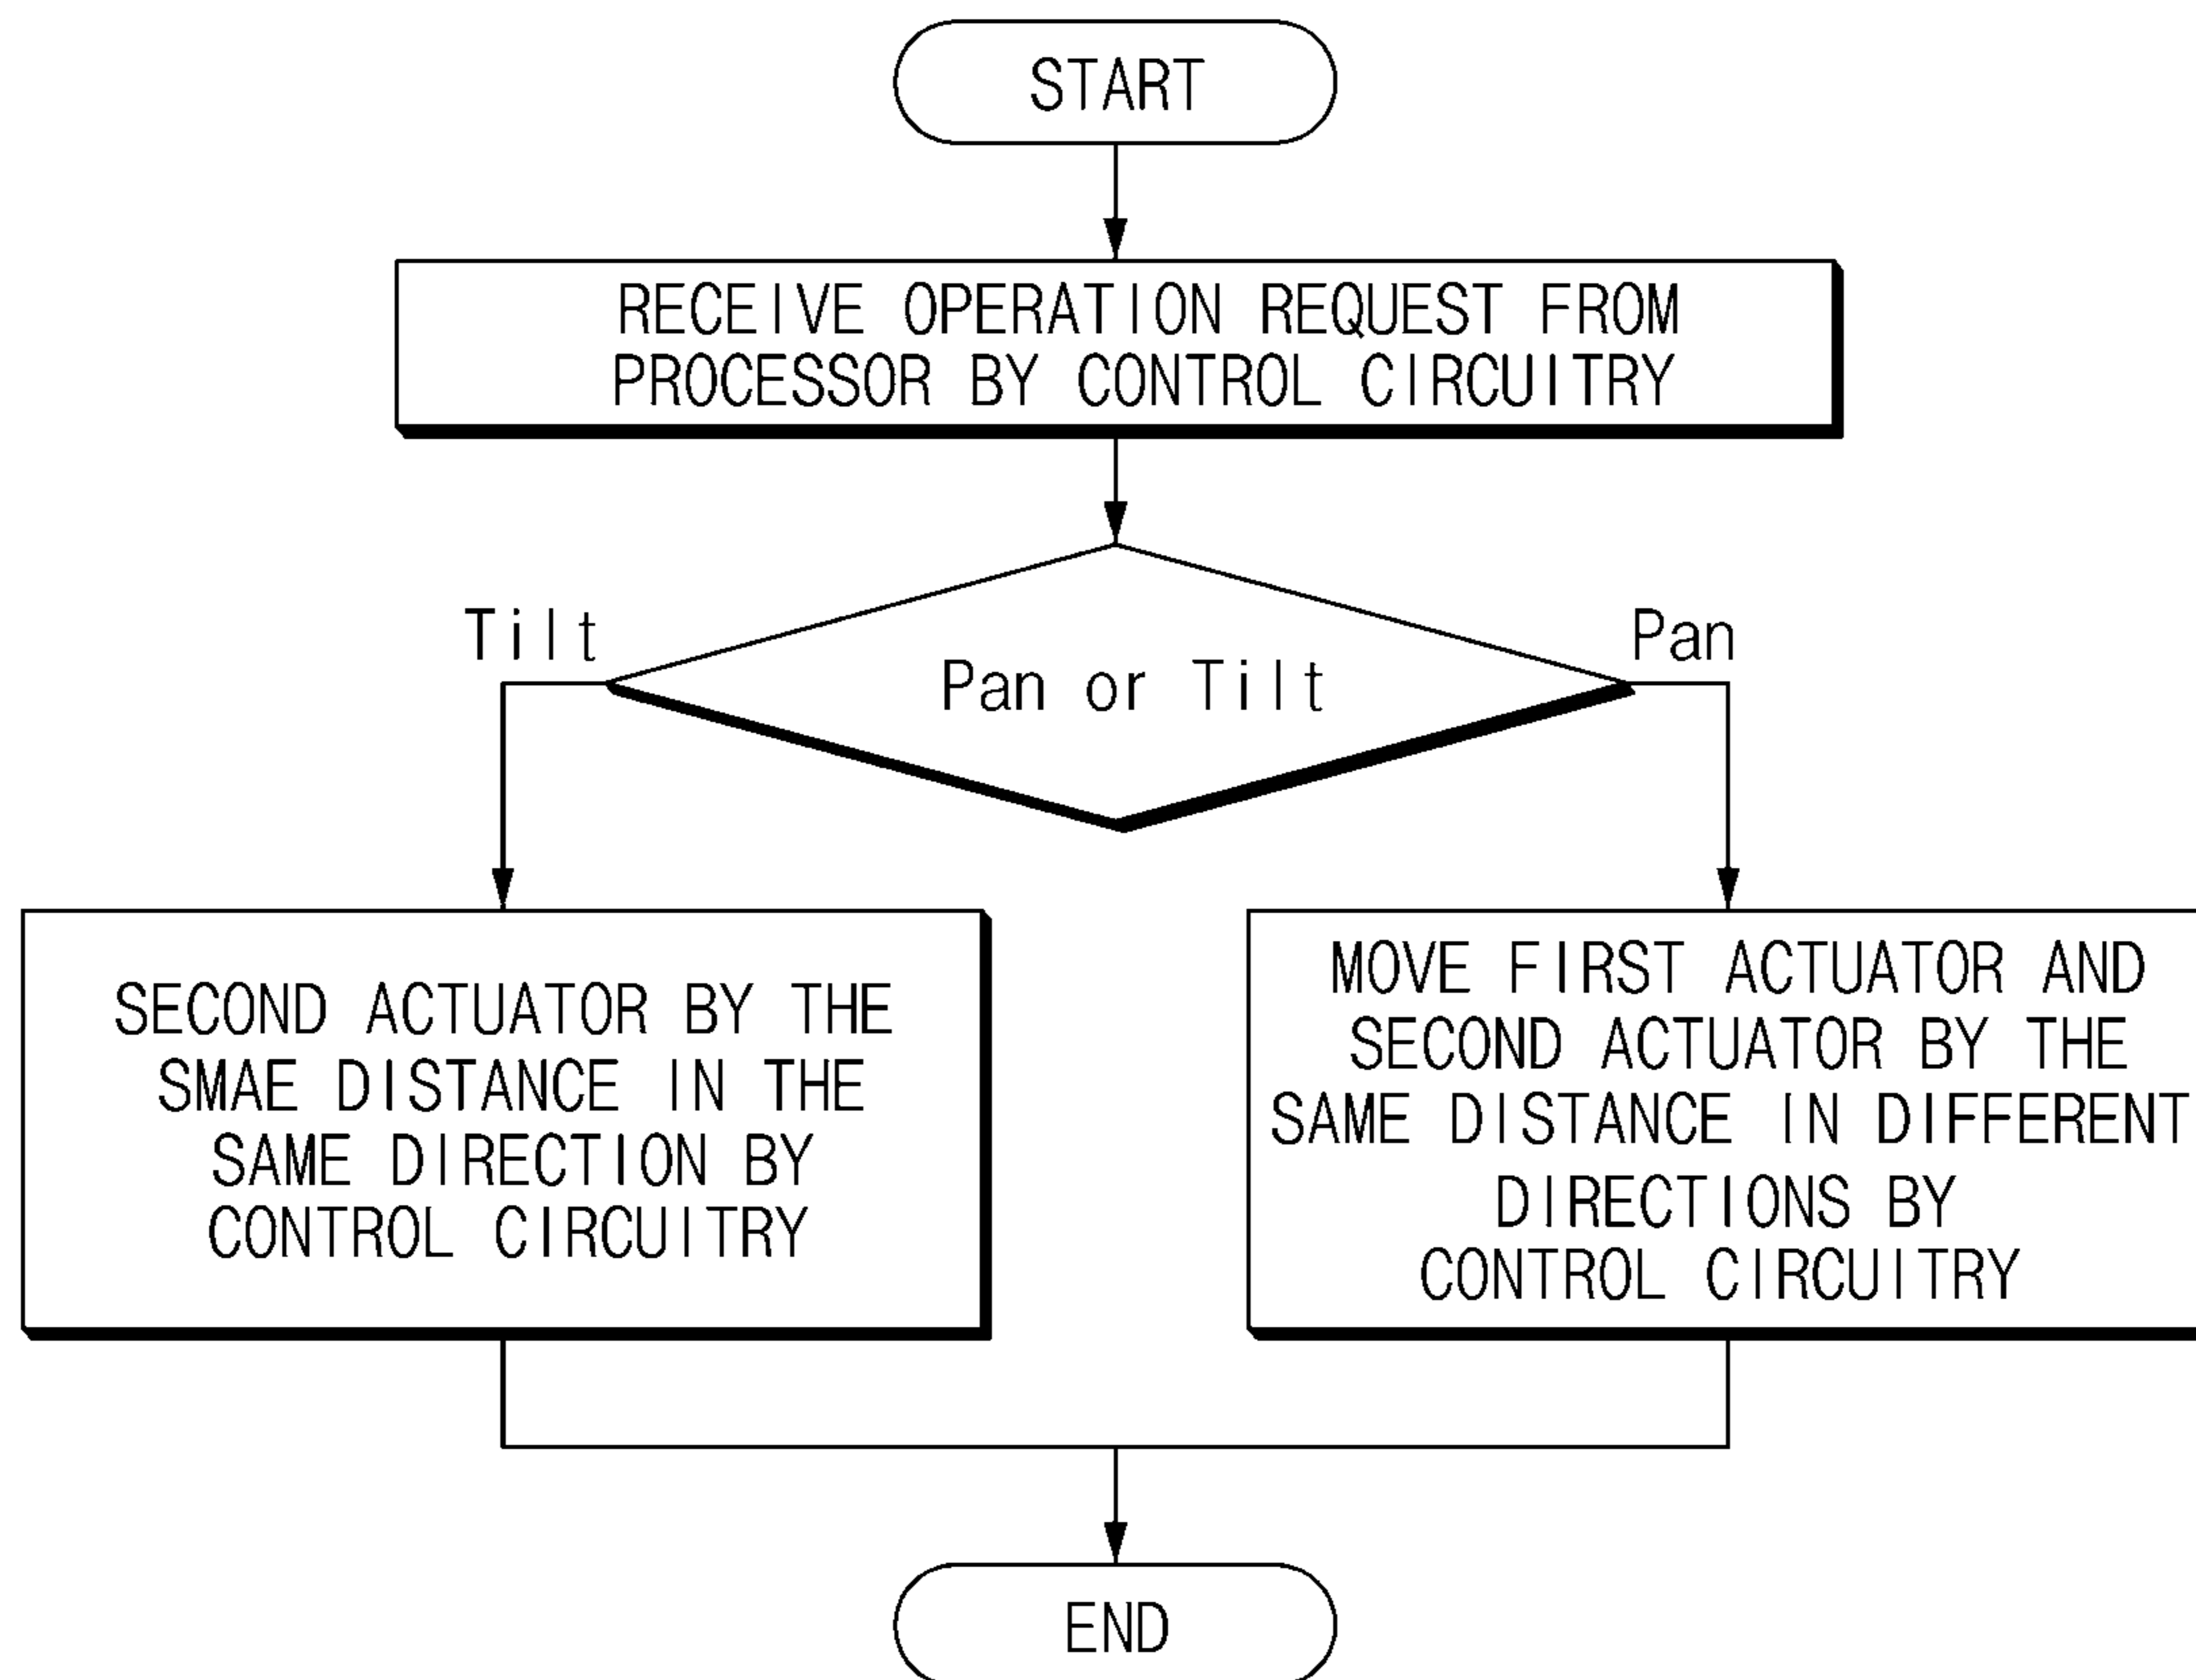 START
RECEIVE OPERATION REQUEST FROM
PROCESSOR BY CONTROL CIRCUITRY
Tilt
Pan or Tilt
Pan
SECOND ACTUATOR BY THE
SMAE DISTANCE IN THE
SAME DIRECTION BY
CONTROL CIRCUITRY
MOVE FIRST ACTUATOR AND
SECOND ACTUATOR BY THE
SAME DISTANCE IN DIFFERENT
DIRECTIONS BY
CONTROL CIRCUITRY
END